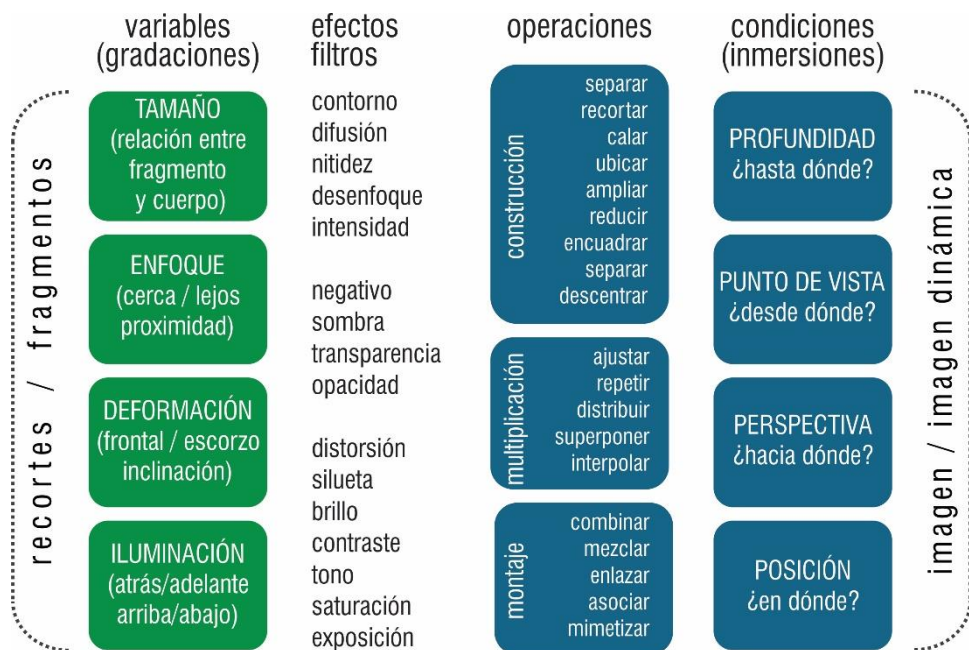 variables
(gradaciones)
efectos
filtros
operaciones
condiciones
(inmersiones)
recortes / fragmentos
TAMAÑO
(relación entre
fragmento
y cuerpo)
ENFOQUE
(cerca / lejos
proximidad)
DEFORMACIÓN
(frontal / escorzo
inclinación)
ILUMINACIÓN
(atrás/adelante
arriba/abajo)
contorno
difusión
nitidez
desenfoque
intensidad
negativo
sombra
transparencia
opacidad
distorsión
silueta
brillo
contraste
tono
saturación
exposición
construcción
separar
recortar
calar
ubicar
ampliar
reducir
encuadrar
separar
descentrar
multiplicación
ajustar
repetir
distribuir
superponer
interpolar
montaje
combinar
mezclar
enlazar
asociar
mimetizar
PROFUNDIDAD
¿hasta dónde?
PUNTO DE VISTA
¿desde dónde?
PERSPECTIVA
¿hacia dónde?
POSICIÓN
¿en dónde?
imagen / imagen dinámica